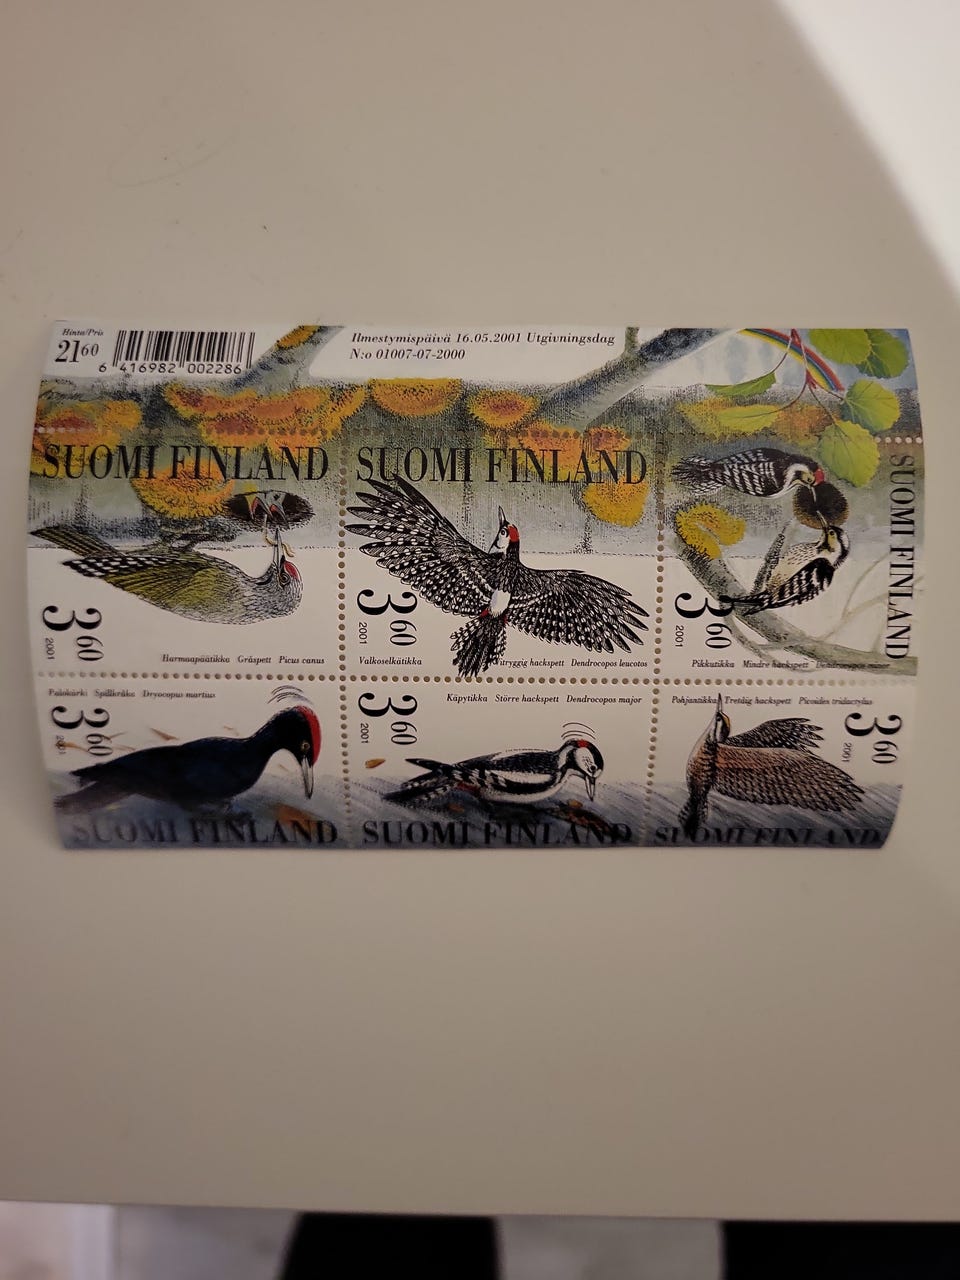 Hinta/Pris
21 60
6 416982 002286
Ilmestymispäivä 16.05.2001 Utgivningsdag
N:o 01007-07-2000
SUOMI FINLAND
3 60
2001
Harmaapäätikka Gråspett Picus canus
SUOMI FINLAND
3 60
2001
Valkoselkätikka Vitryggig hackspett Dendrocopos leucotos
SUOMI FINLAND
3 60
2001
Pikkutikka Mindre hackspett Dendrocopos minor
Palokärki Spillkråka Dryocopus martius
3 60
2001
SUOMI FINLAND
Käpytikka Större hackspett Dendrocopos major
3 60
2001
SUOMI FINLAND
Pohjantikka Tretåig hackspett Picoides tridactylus
3 60
2001
SUOMI FINLAND